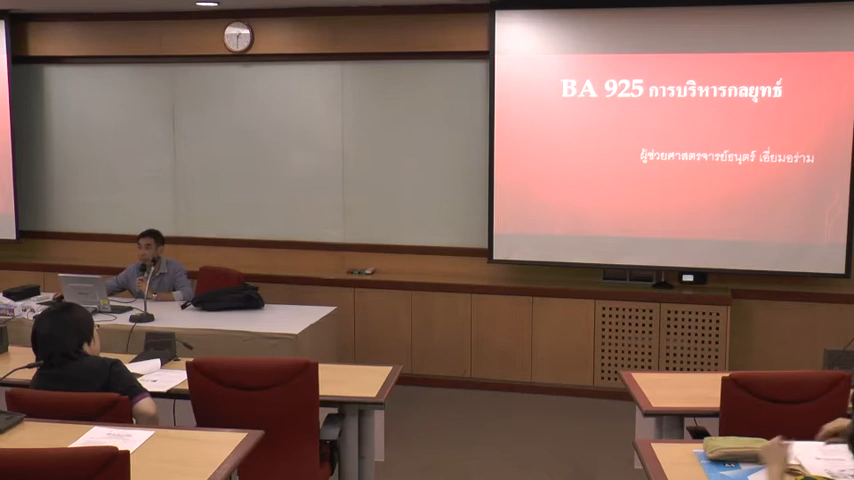 BA 925 การบริหารกลยุทธ์
ผู้ช่วยศาสตรจารย์ธนุตร์ เอี่ยมอร่าม